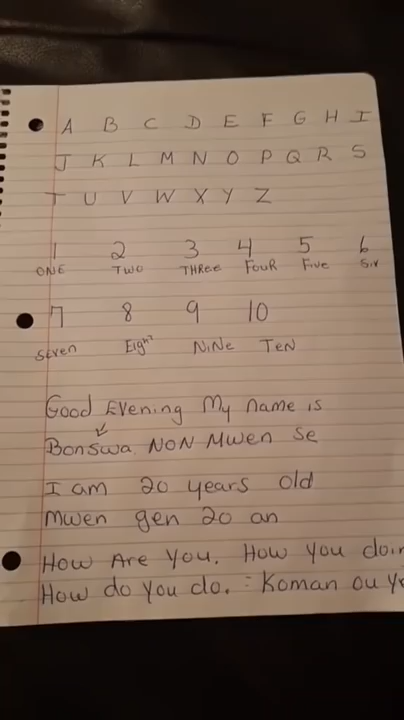 A B C D E F G H I
J K L M N O P Q R S
T U V W X Y Z
1 2 3 4 5 6
ONE TWO THREE FOUR Five Six
7 8 9 10
Seven Eight NiNe TeN
Good Evening My name is
Bonswa. NON Mwen se
I am 20 years old
Mwen gen 20 an
How Are You. How you
How do you do. = Koman ou